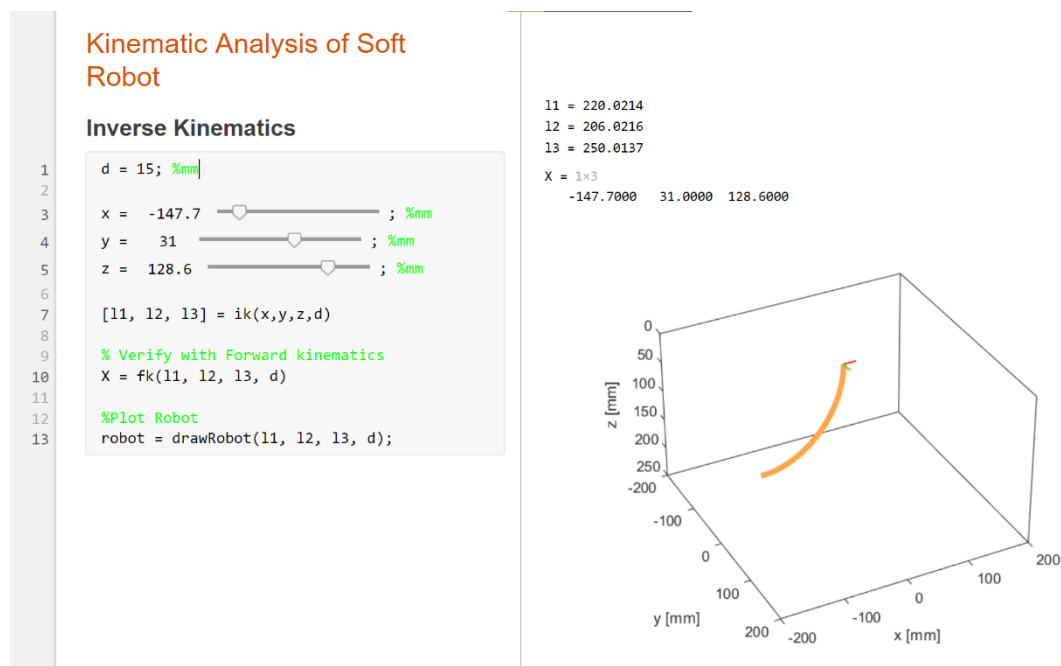 Kinematic Analysis of Soft
Robot
Inverse Kinematics
1 d = 15; %mm
2
3 x = -147.7 ; %mm
4 y = 31 ; %mm
5 z = 128.6 ; %mm
6
7 [l1, l2, l3] = ik(x,y,z,d)
8
9 % Verify with Forward kinematics
10 X = fk(l1, l2, l3, d)
11
12 %Plot Robot
13 robot = drawRobot(l1, l2, l3, d);
l1 = 220.0214
l2 = 206.0216
l3 = 250.0137
X = 1×3
-147.7000 31.0000 128.6000
0
50
100
150
200
250
z [mm]
-200
-100
0
100
200
y [mm]
-200
-100
0
100
200
x [mm]